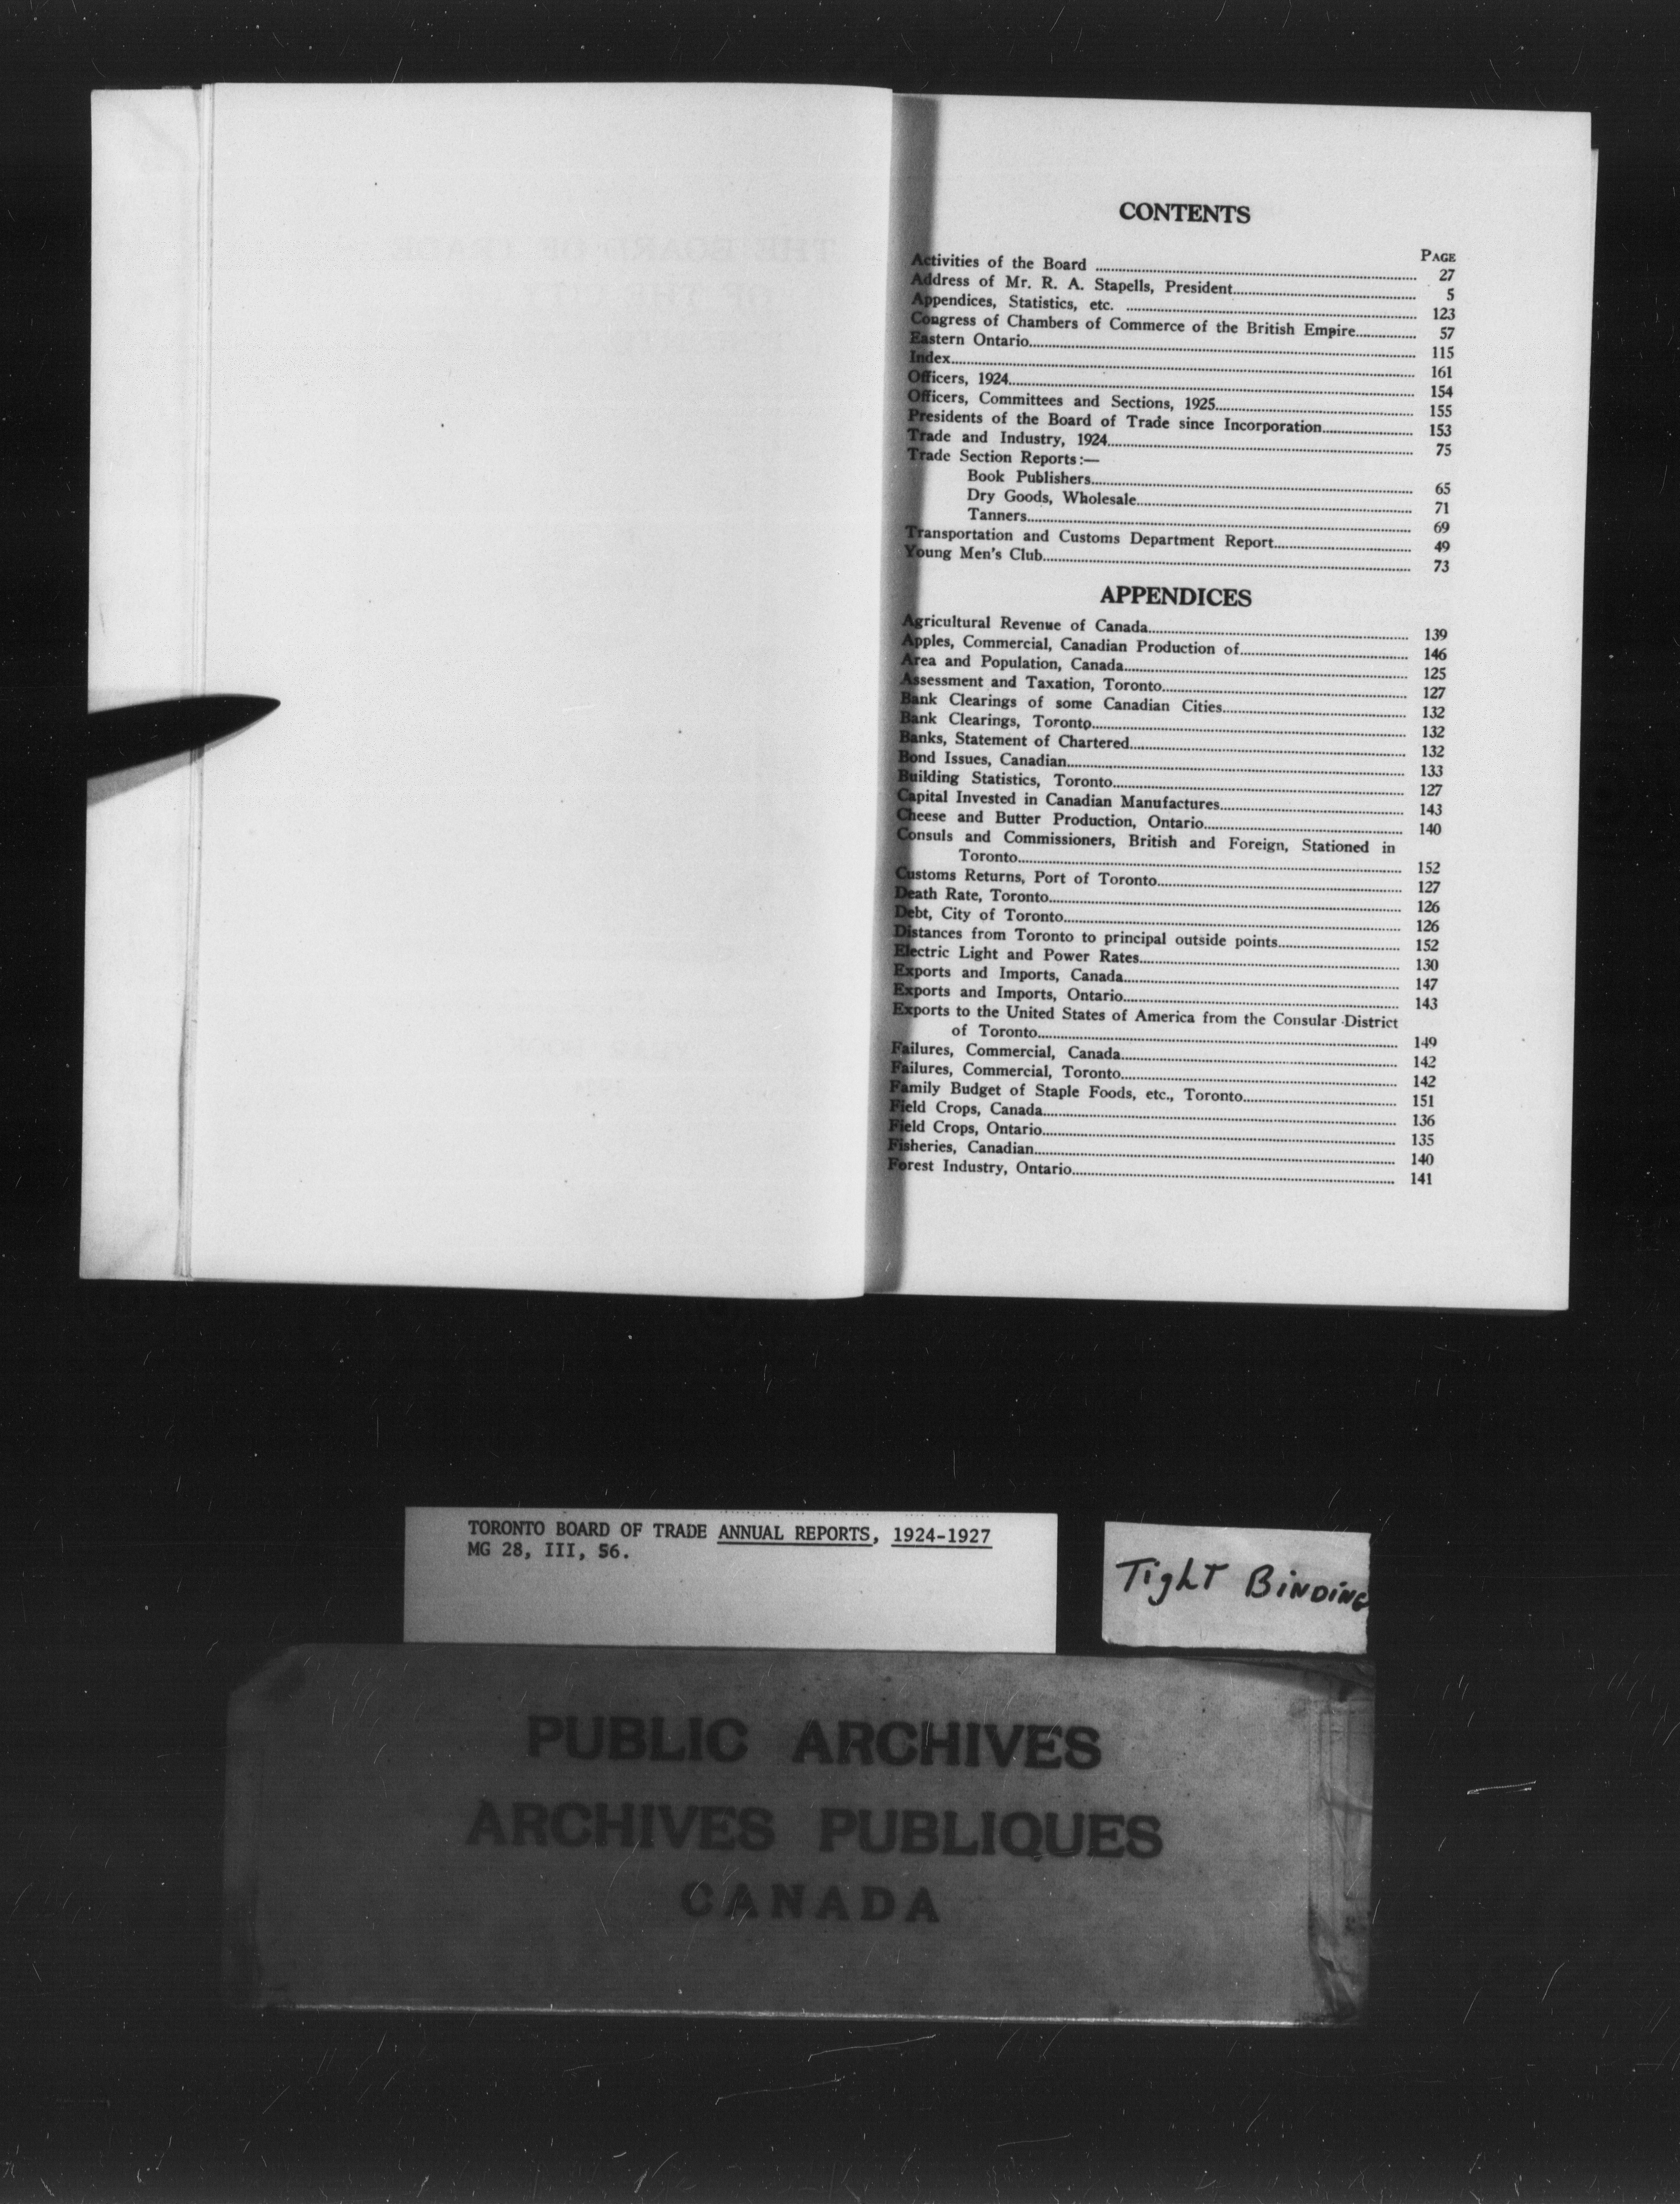 CONTENTS
PAGE
Activities of the Board ........ 27
Address of Mr. R. A. Stapells, President........ 5
Appendices, Statistics, etc. ........ 123
Congress of Chambers of Commerce of the British Empire........ 57
Eastern Ontario........ 115
Index........ 161
Officers, 1924........ 154
Officers, Committees and Sections, 1925........ 155
Presidents of the Board of Trade since Incorporation........ 153
Trade and Industry, 1924........ 75
Trade Section Reports:—
Book Publishers........ 65
Dry Goods, Wholesale........ 71
Tanners........ 69
Transportation and Customs Department Report........ 49
Young Men's Club........ 73
APPENDICES
Agricultural Revenue of Canada........ 139
Apples, Commercial, Canadian Production of........ 146
Area and Population, Canada........ 125
Assessment and Taxation, Toronto........ 127
Bank Clearings of some Canadian Cities........ 132
Bank Clearings, Toronto........ 132
Banks, Statement of Chartered........ 132
Bond Issues, Canadian........ 133
Building Statistics, Toronto........ 127
Capital Invested in Canadian Manufactures........ 143
Cheese and Butter Production, Ontario........ 140
Consuls and Commissioners, British and Foreign, Stationed in
Toronto........ 152
Customs Returns, Port of Toronto........ 127
Death Rate, Toronto........ 126
Debt, City of Toronto........ 126
Distances from Toronto to principal outside points........ 152
Electric Light and Power Rates........ 130
Exports and Imports, Canada........ 147
Exports and Imports, Ontario........ 143
Exports to the United States of America from the Consular District
of Toronto........ 149
Failures, Commercial, Canada........ 142
Failures, Commercial, Toronto........ 142
Family Budget of Staple Foods, etc., Toronto........ 151
Field Crops, Canada........ 136
Field Crops, Ontario........ 135
Fisheries, Canadian........ 140
Forest Industry, Ontario........ 141
TORONTO BOARD OF TRADE ANNUAL REPORTS, 1924-1927
MG 28, III, 56.
Tight Binding
PUBLIC ARCHIVES
ARCHIVES PUBLIQUES
CANADA